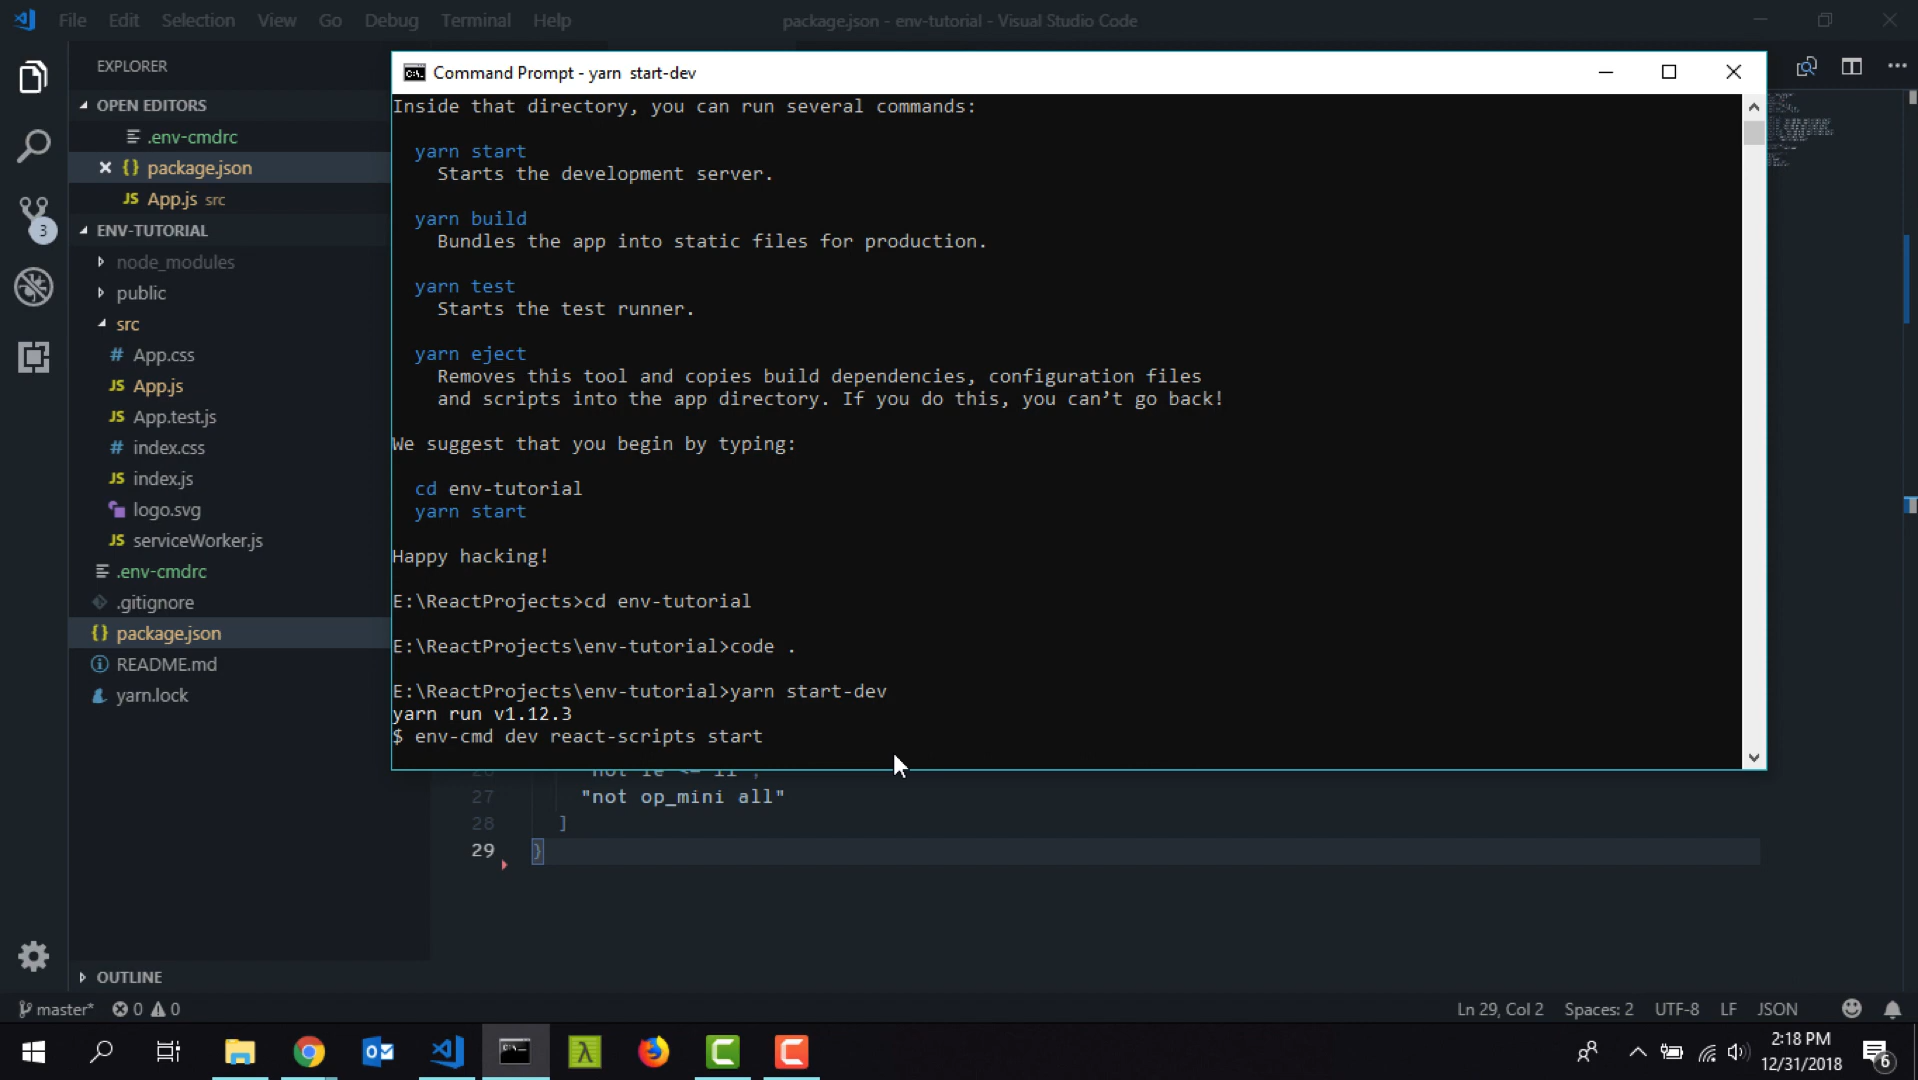 File Edit Selection View Go Debug Terminal Help
package.json - env-tutorial - Visual Studio Code
EXPLORER
OPEN EDITORS
.env-cmdrc
{} package.json
JS App.js src
3
ENV-TUTORIAL
node_modules
public
src
# App.css
JS App.js
JS App.test.js
# index.css
JS index.js
logo.svg
JS serviceWorker.js
.env-cmdrc
.gitignore
{} package.json
README.md
yarn.lock
OUTLINE
Command Prompt - yarn start-dev
Inside that directory, you can run several commands:
yarn start
Starts the development server.
yarn build
Bundles the app into static files for production.
yarn test
Starts the test runner.
yarn eject
Removes this tool and copies build dependencies, configuration files
and scripts into the app directory. If you do this, you can’t go back!
We suggest that you begin by typing:
cd env-tutorial
yarn start
Happy hacking!
E:\ReactProjects>cd env-tutorial
E:\ReactProjects\env-tutorial>code .
E:\ReactProjects\env-tutorial>yarn start-dev
yarn run v1.12.3
$ env-cmd dev react-scripts start
27 "not op_mini all"
28 ]
29 }
master* 0 0
Ln 29, Col 2 Spaces: 2 UTF-8 LF JSON
2:18 PM
12/31/2018
6